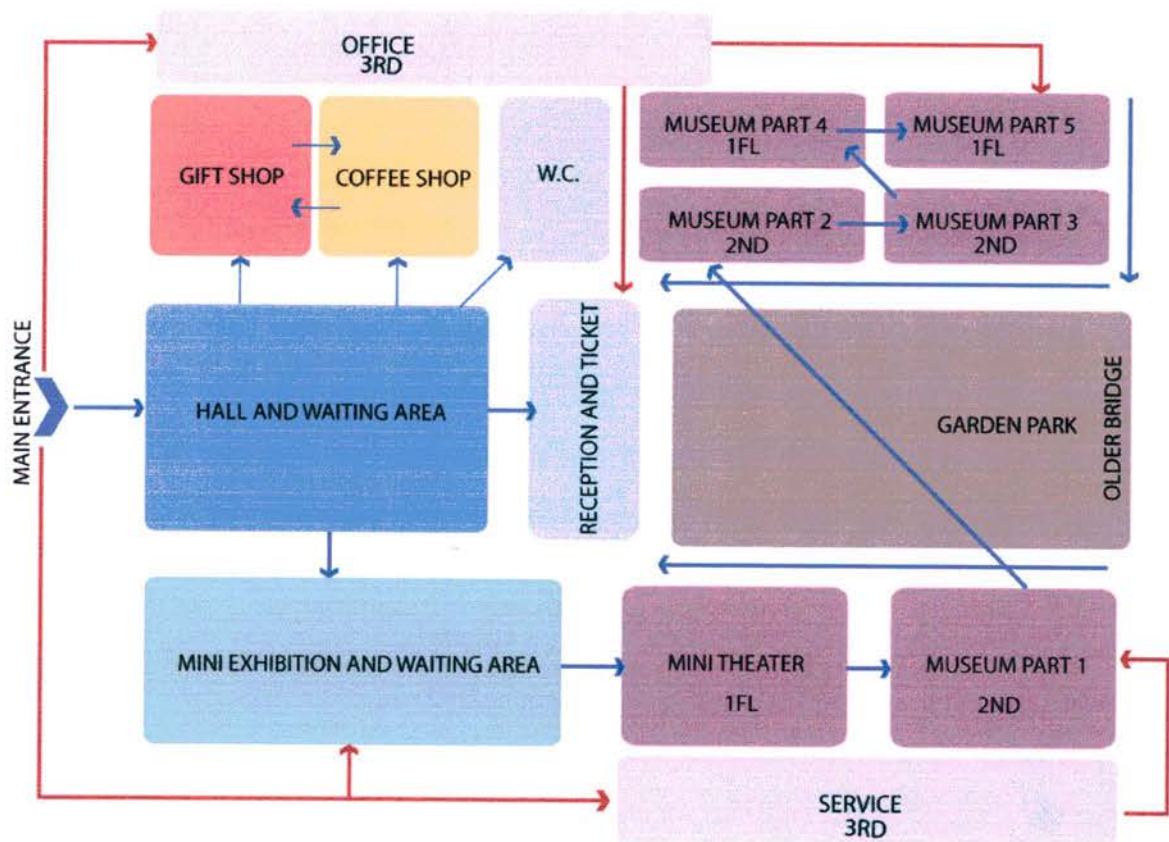 OFFICE
3RD
MUSEUM PART 4
1FL
MUSEUM PART 5
1FL
GIFT SHOP
COFFEE SHOP
W.C.
MUSEUM PART 2
2ND
MUSEUM PART 3
2ND
MAIN ENTRANCE
HALL AND WAITING AREA
RECEPTION AND TICKET
GARDEN PARK
OLDER BRIDGE
MINI EXHIBITION AND WAITING AREA
MINI THEATER
1FL
MUSEUM PART 1
2ND
SERVICE
3RD